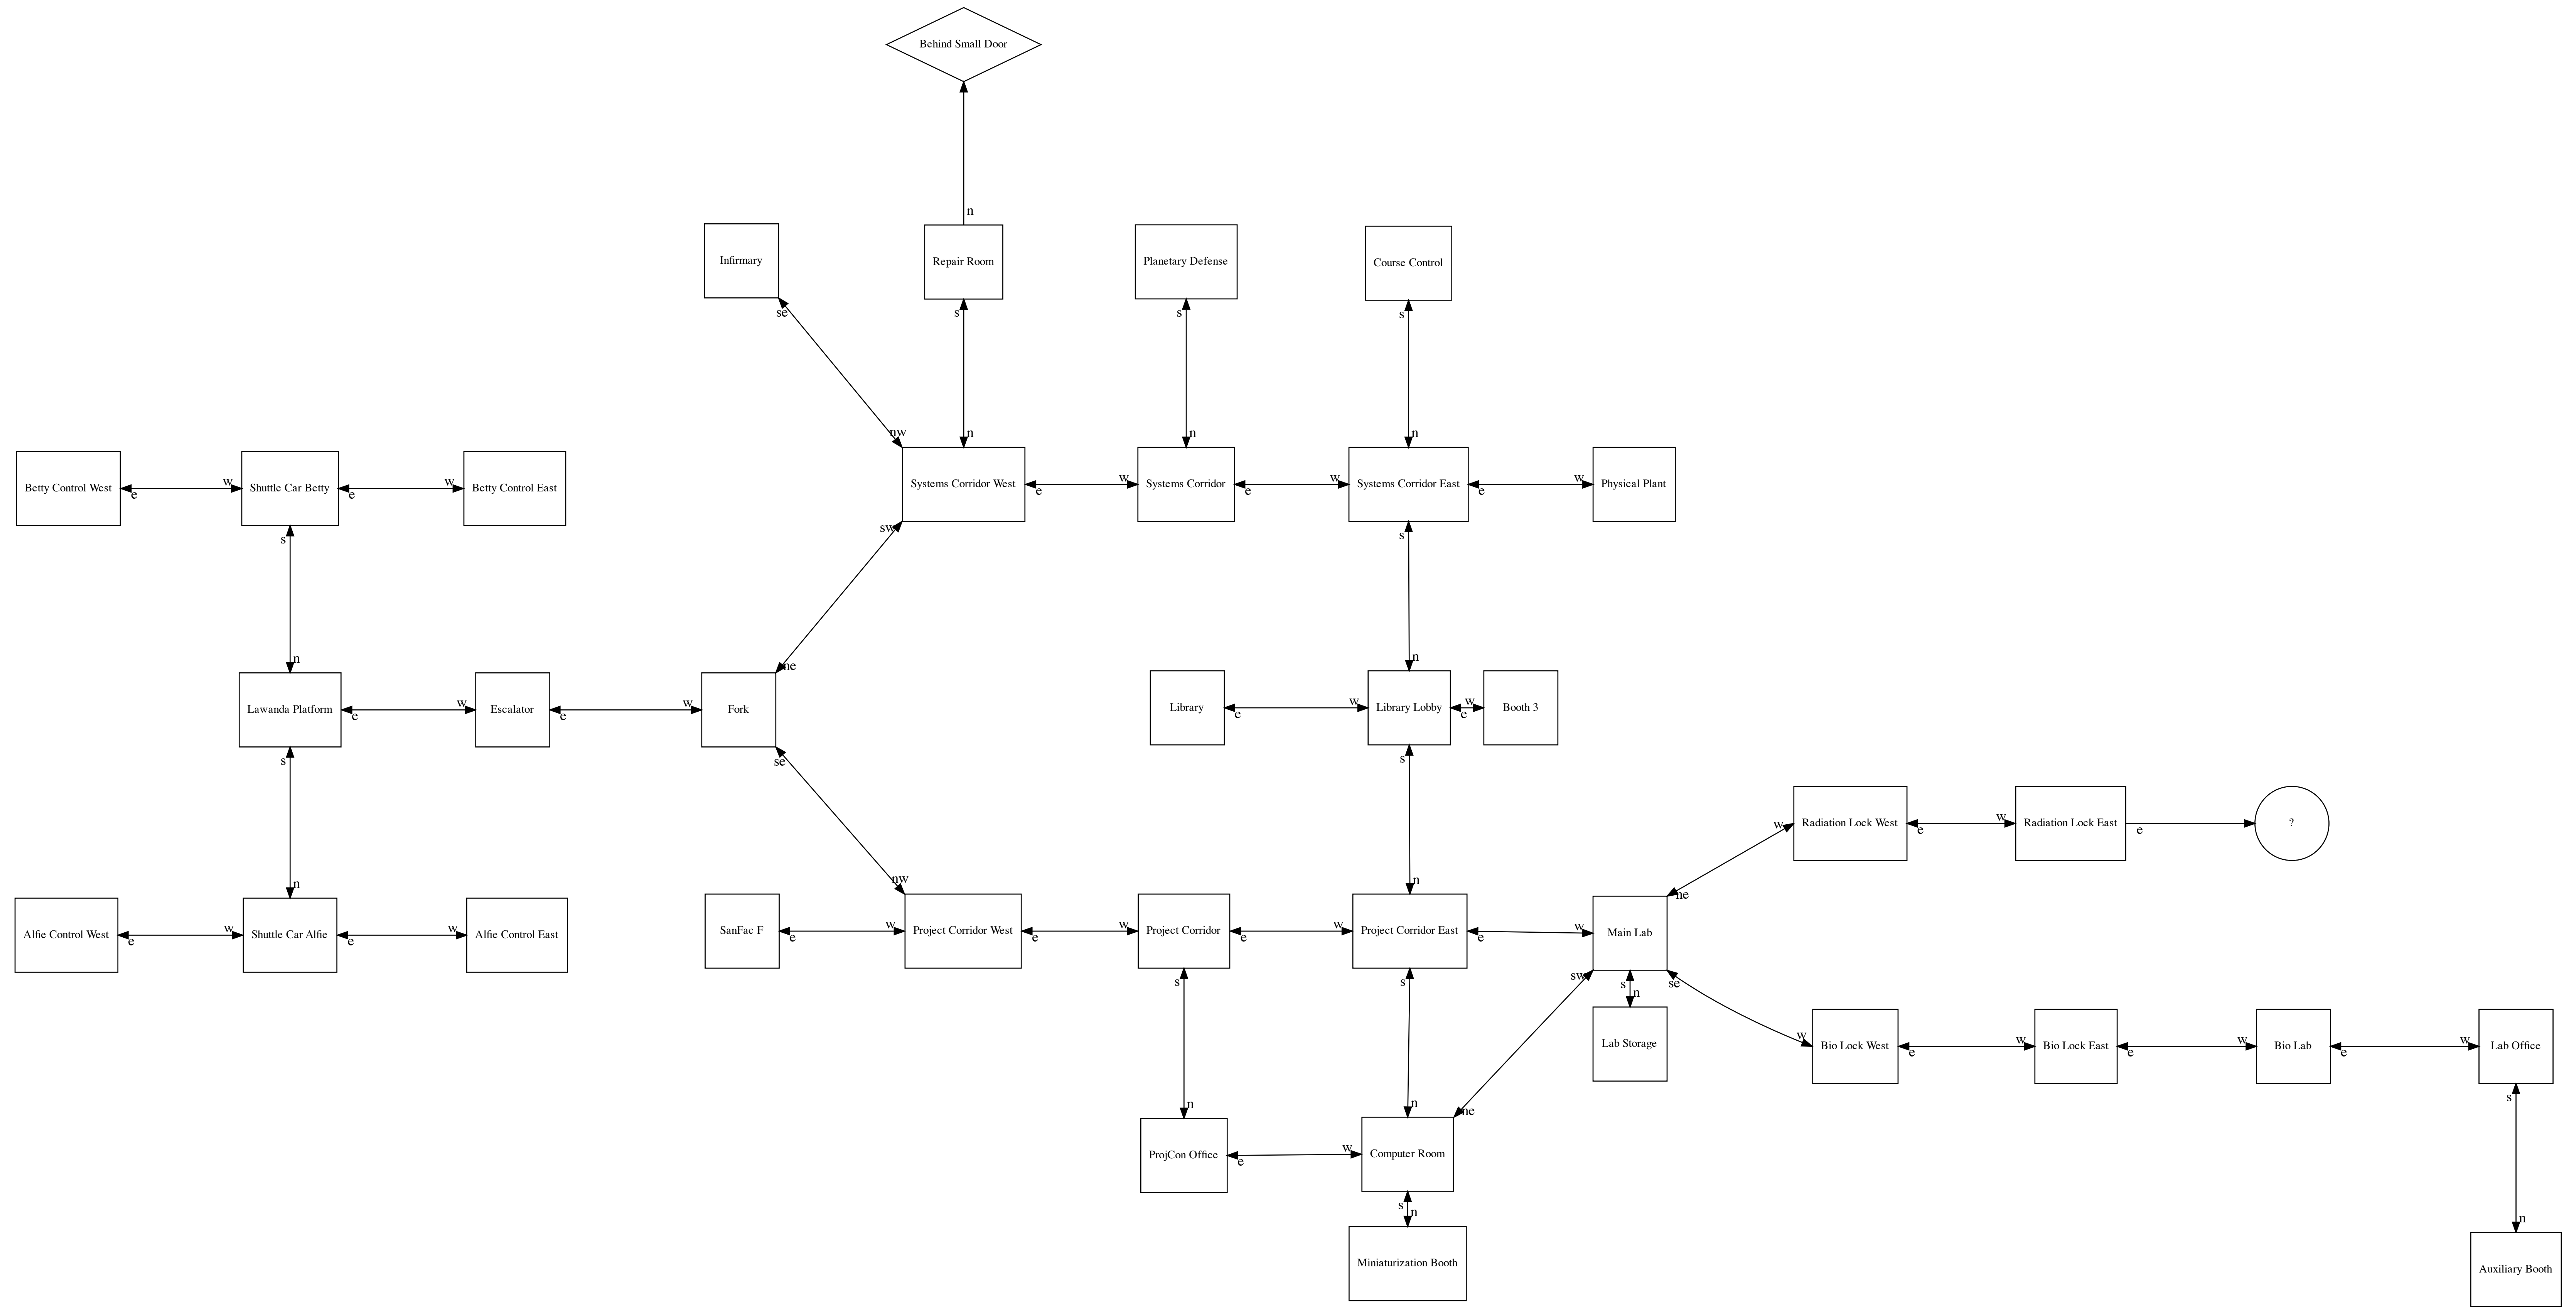 Behind Small Door
n
Infirmary
Repair Room
Planetary Defense
Course Control
se
s
s
s
nw
n
n
n
Betty Control West
e
w
Shuttle Car Betty
e
w
Betty Control East
Systems Corridor West
e
w
Systems Corridor
e
w
Systems Corridor East
e
w
Physical Plant
s
sw
s
n
ne
n
Lawanda Platform
e
w
Escalator
e
w
Fork
Library
e
w
Library Lobby
e
w
Booth 3
s
se
s
Radiation Lock West
e
w
Radiation Lock East
e
?
w
n
nw
n
ne
Alfie Control West
e
w
Shuttle Car Alfie
e
w
Alfie Control East
SanFac F
e
w
Project Corridor West
e
w
Project Corridor
e
w
Project Corridor East
e
w
Main Lab
s
s
sw
s
n
se
Lab Storage
w
Bio Lock West
e
w
Bio Lock East
e
w
Bio Lab
e
w
Lab Office
n
n
ne
s
ProjCon Office
e
w
Computer Room
s
n
n
Miniaturization Booth
Auxiliary Booth